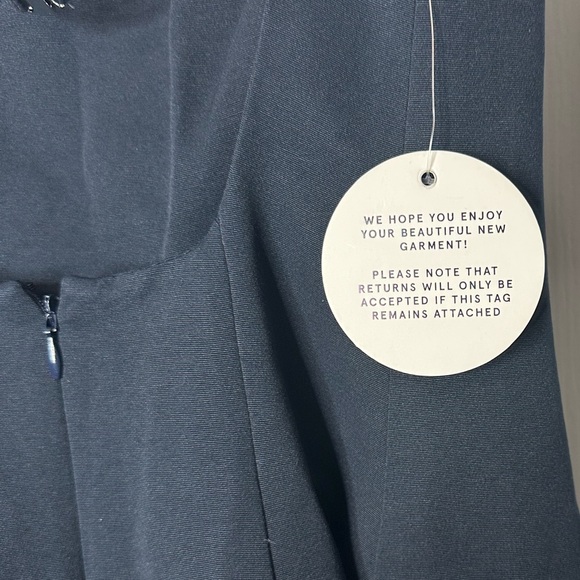 WE HOPE YOU ENJOY
YOUR BEAUTIFUL NEW
GARMENT!
PLEASE NOTE THAT
RETURNS WILL ONLY BE
ACCEPTED IF THIS TAG
REMAINS ATTACHED